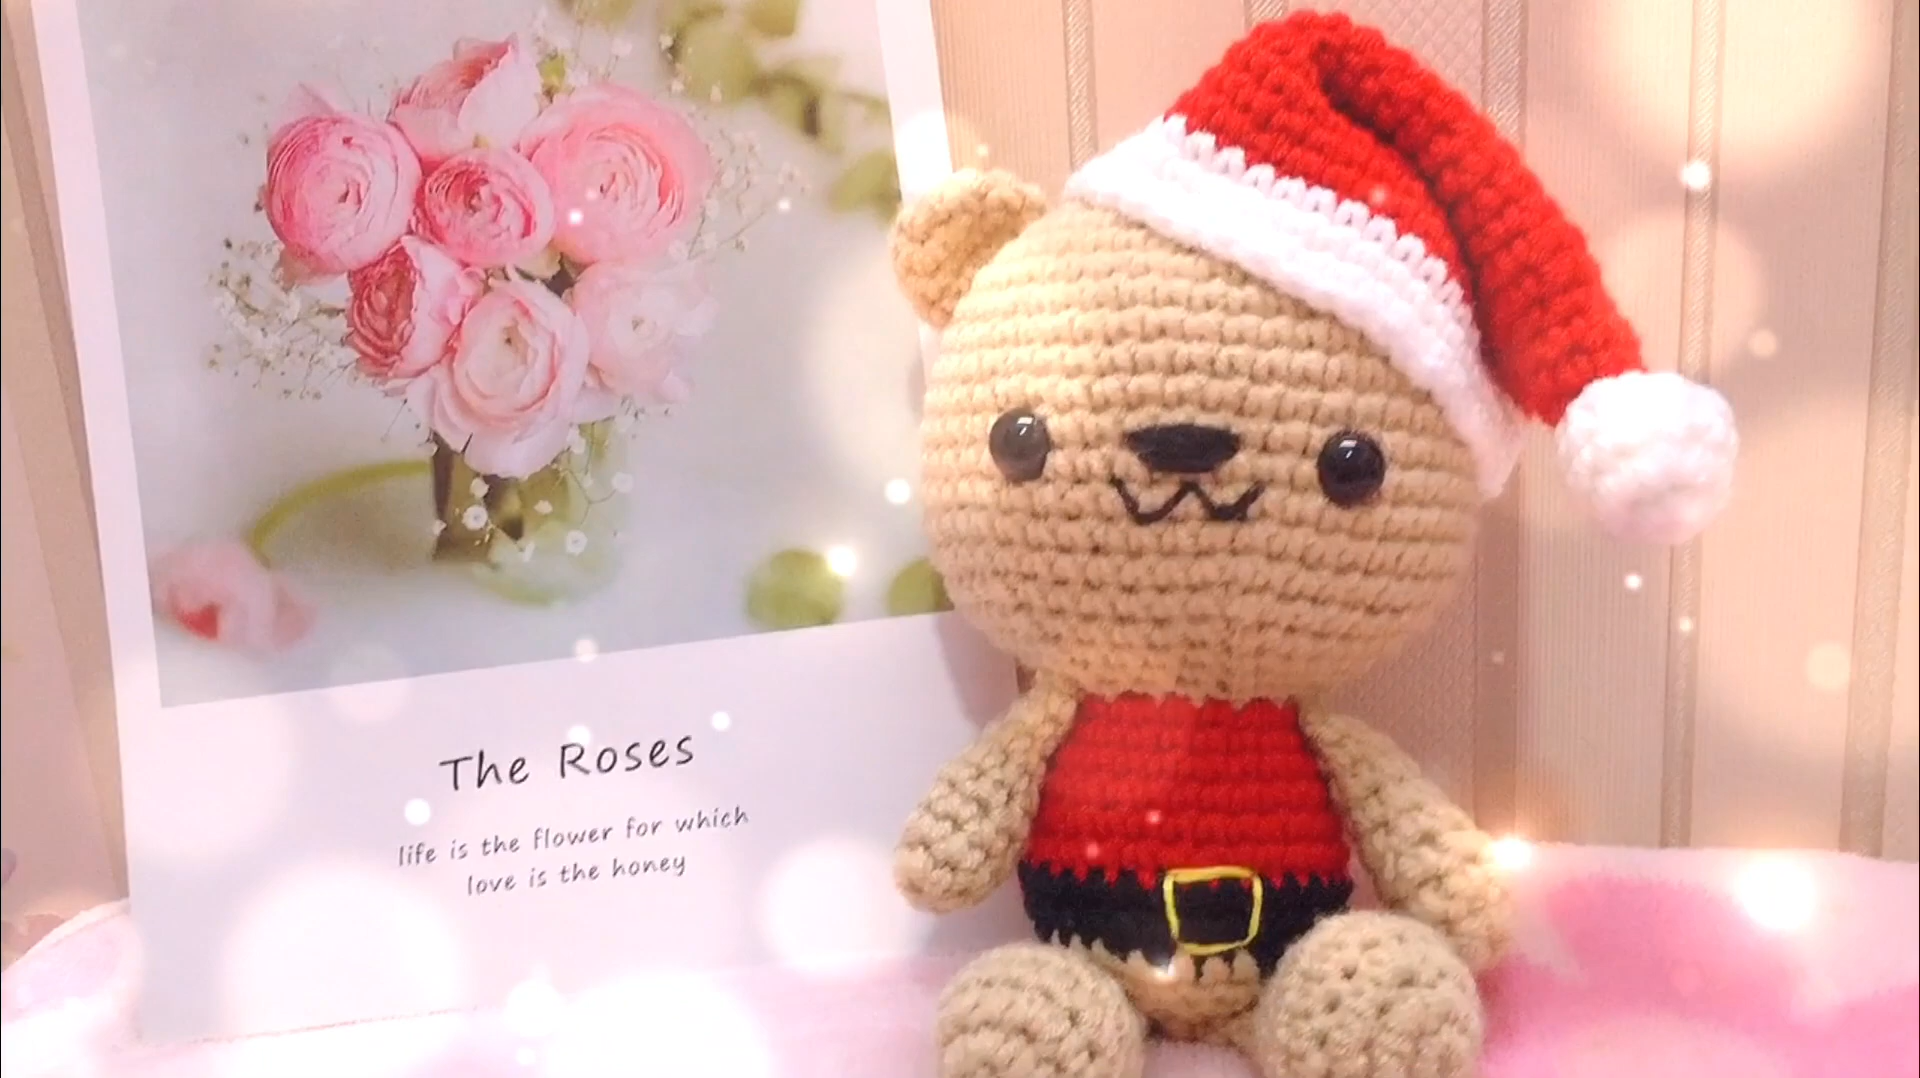 The Roses
life is the flower for which
love is the honey